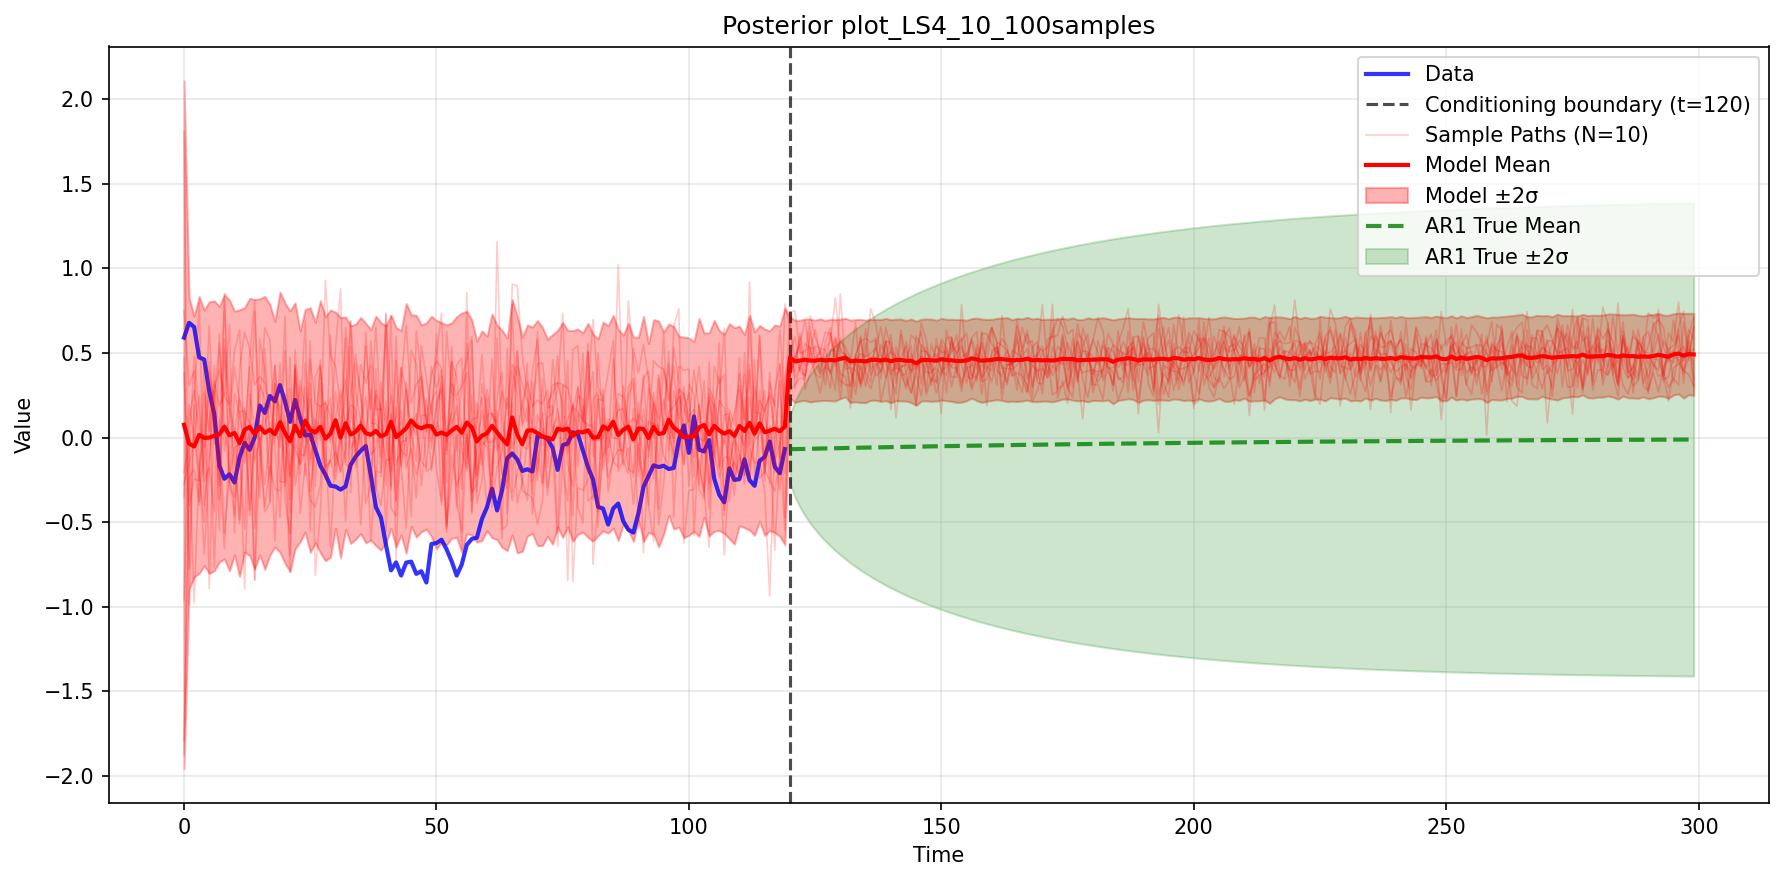 Posterior plot_LS4_10_100samples
Data
Conditioning boundary (t=120)
Sample Paths (N=10)
Model Mean
Model ±2σ
AR1 True Mean
AR1 True ±2σ
Value
2.0
1.5
1.0
0.5
0.0
−0.5
−1.0
−1.5
−2.0
0 50 100 150 200 250 300
Time